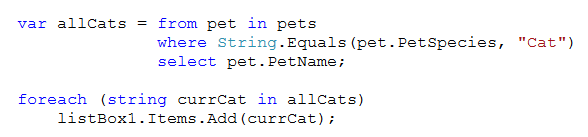 var allCats = from pet in pets
              where String.Equals(pet.PetSpecies, "Cat")
              select pet.PetName;

foreach (string currCat in allCats)
    listBox1.Items.Add(currCat);